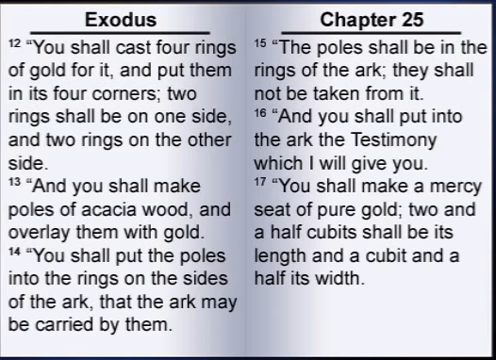 Exodus
12 “You shall cast four rings
of gold for it, and put them
in its four corners; two
rings shall be on one side,
and two rings on the other
side.
13 “And you shall make
poles of acacia wood, and
overlay them with gold.
14 “You shall put the poles
into the rings on the sides
of the ark, that the ark may
be carried by them.
Chapter 25
15 “The poles shall be in the
rings of the ark; they shall
not be taken from it.
16 “And you shall put into
the ark the Testimony
which I will give you.
17 “You shall make a mercy
seat of pure gold; two and
a half cubits shall be its
length and a cubit and a
half its width.